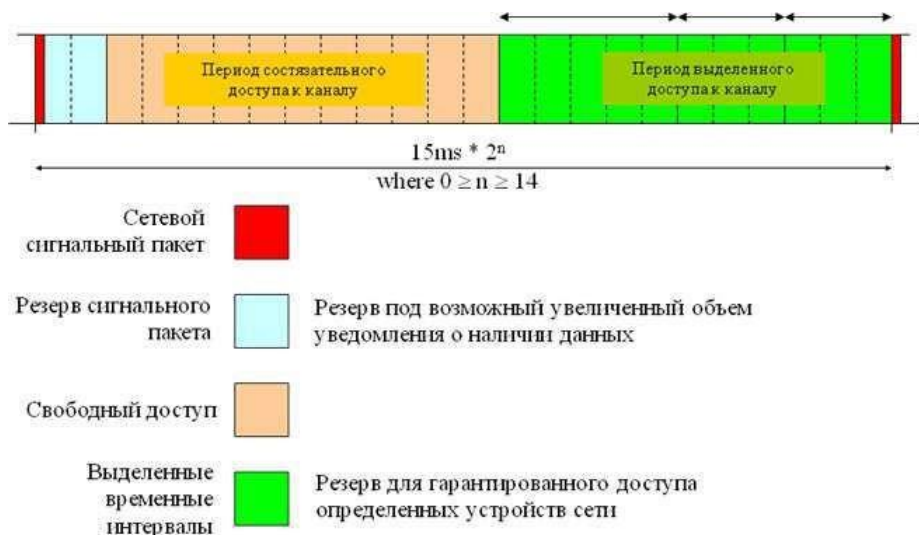 Период состязательного
доступа к каналу
Период выделенного
доступа к каналу
15ms * 2ⁿ
where 0 ≥ n ≥ 14
Сетевой
сигнальный пакет
Резерв сигнального
пакета
Резерв под возможный увеличенный объем
уведомления о наличии данных
Свободный доступ
Выделенные
временные
интервалы
Резерв для гарантированного доступа
определенных устройств сети